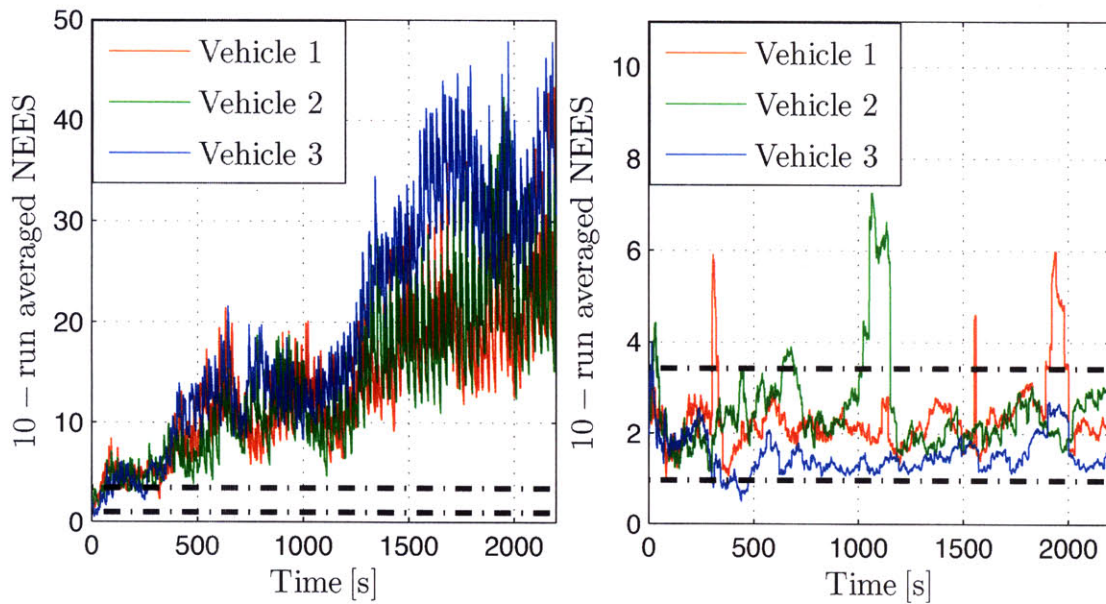 10 – run averaged NEES
50
40
30
20
10
0
Vehicle 1
Vehicle 2
Vehicle 3
0 500 1000 1500 2000
Time [s]
10 – run averaged NEES
10
8
6
4
2
0
Vehicle 1
Vehicle 2
Vehicle 3
0 500 1000 1500 2000
Time [s]